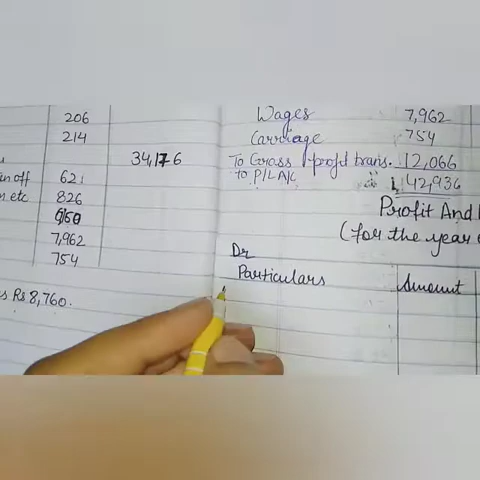 206
214
34,176
621
826
7,962
754
Rs 8,760.
Wages 7,962
Carriage 754
To Gross profit trans. 12,066
to P/L A/C 1,42,936
Profit And
(for the year
Dr
Particulars Amount